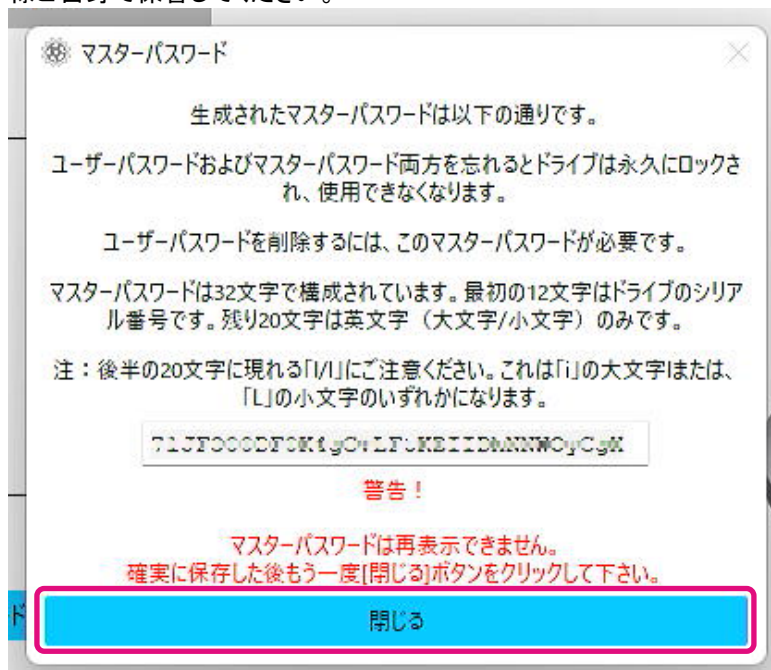 様ご自身で保管してください。
マスターパスワード
生成されたマスターパスワードは以下の通りです。
ユーザーパスワードおよびマスターパスワード両方を忘れるとドライブは永久にロックさ
れ、使用できなくなります。
ユーザーパスワードを削除するには、このマスターパスワードが必要です。
マスターパスワードは32文字で構成されています。最初の12文字はドライブのシリア
ル番号です。残り20文字は英文字（大文字/小文字）のみです。
注：後半の20文字に現れる「I/l」にご注意ください。これは「i」の大文字Iまたは、
「L」の小文字のいずれかになります。
警告！
マスターパスワードは再表示できません。
確実に保存した後もう一度[閉じる]ボタンをクリックして下さい。
閉じる